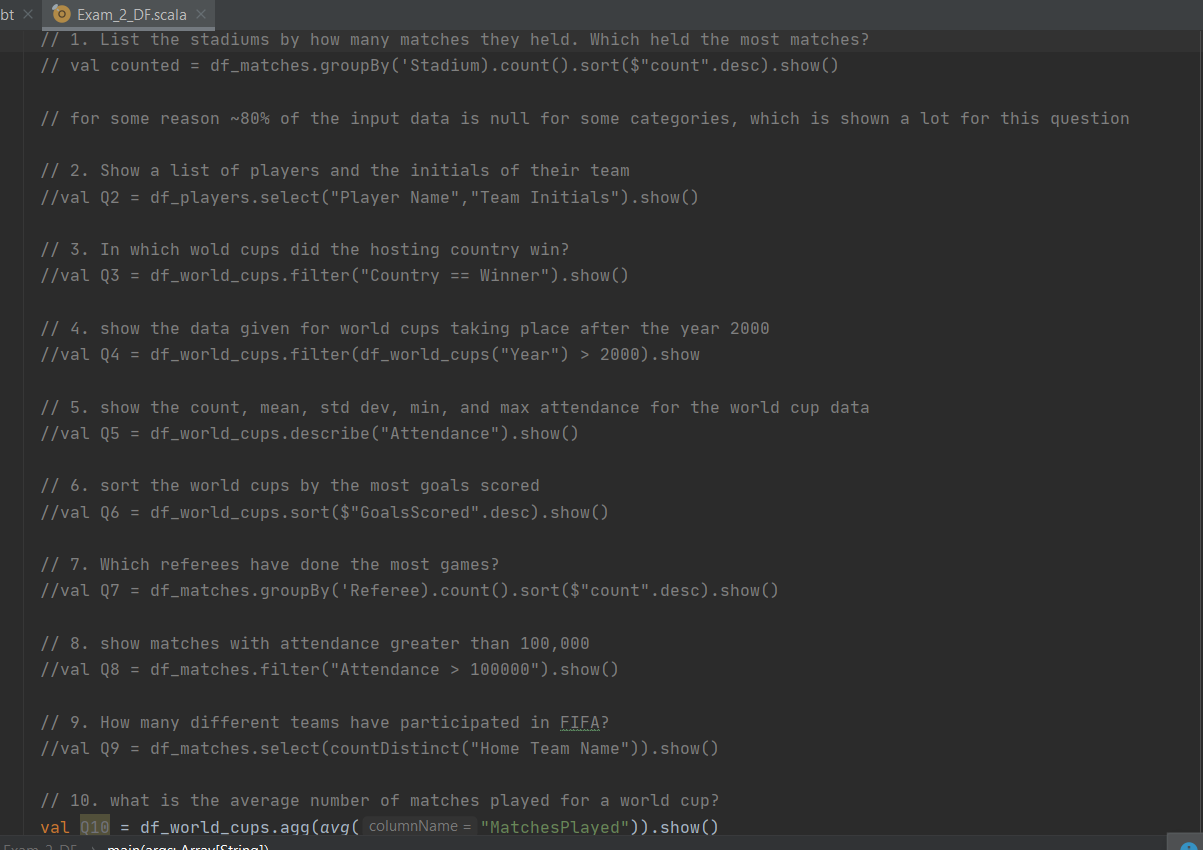 bt
Exam_2_DF.scala
// 1. List the stadiums by how many matches they held. Which held the most matches?
// val counted = df_matches.groupBy('Stadium).count().sort($"count".desc).show()
// for some reason ~80% of the input data is null for some categories, which is shown a lot for this question
// 2. Show a list of players and the initials of their team
//val Q2 = df_players.select("Player Name","Team Initials").show()
// 3. In which wold cups did the hosting country win?
//val Q3 = df_world_cups.filter("Country == Winner").show()
// 4. show the data given for world cups taking place after the year 2000
//val Q4 = df_world_cups.filter(df_world_cups("Year") > 2000).show
// 5. show the count, mean, std dev, min, and max attendance for the world cup data
//val Q5 = df_world_cups.describe("Attendance").show()
// 6. sort the world cups by the most goals scored
//val Q6 = df_world_cups.sort($"GoalsScored".desc).show()
// 7. Which referees have done the most games?
//val Q7 = df_matches.groupBy('Referee).count().sort($"count".desc).show()
// 8. show matches with attendance greater than 100,000
//val Q8 = df_matches.filter("Attendance > 100000").show()
// 9. How many different teams have participated in FIFA?
//val Q9 = df_matches.select(countDistinct("Home Team Name")).show()
// 10. what is the average number of matches played for a world cup?
val Q10 = df_world_cups.agg(avg( columnName = "MatchesPlayed")).show()
Exam_2_DF > main(args: Array[String])